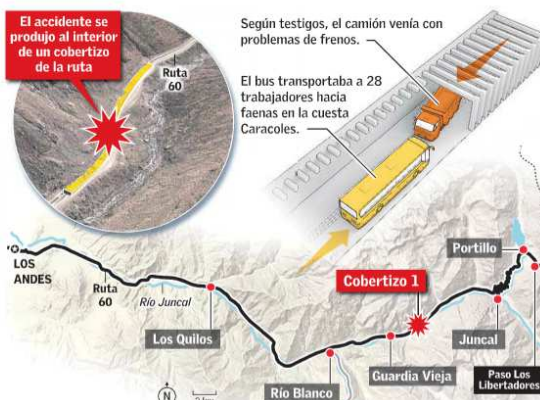 El accidente se
produjo al interior
de un cobertizo
de la ruta
Ruta
60
Según testigos, el camión venía con
problemas de frenos.
El bus transportaba a 28
trabajadores hacia
faenas en la cuesta
Caracoles.
Portillo
LOS
ANDES
Cobertizo 1
Ruta
60
Río Juncal
Los Quilos
Juncal
Guardia Vieja
Paso Los
Libertadores
Río Blanco
N